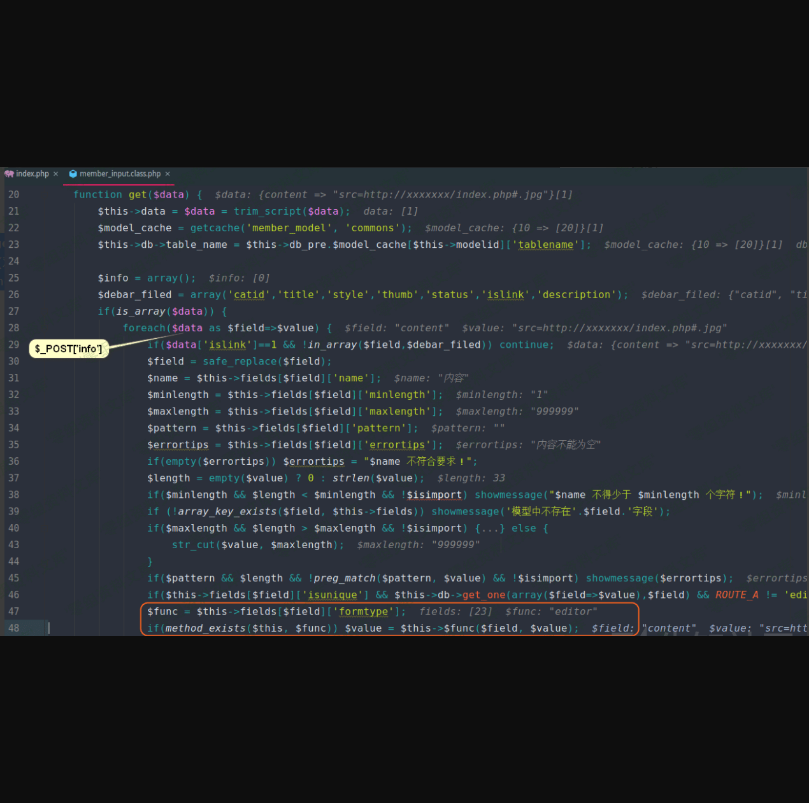 index.php × member_input.class.php ×
20 function get($data) { $data: {content => "src=http://xxxxxxx/index.php#.jpg"}[1]
21 $this->data = $data = trim_script($data); data: [1]
22 $model_cache = getcache('member_model', 'commons'); $model_cache: {10 => [20]}[1]
23 $this->db->table_name = $this->db_pre.$model_cache[$this->modelid]['tablename']; $model_cache: {10 => [20]}[1] db
24
25 $info = array(); $info: [0]
26 $debar_filed = array('catid','title','style','thumb','status','islink','description'); $debar_filed: {"catid", "ti
27 if(is_array($data)) {
28 foreach($data as $field=>$value) { $field: "content" $value: "src=http://xxxxxxx/index.php#.jpg"
$_POST['info']
29 if($data['islink']==1 && !in_array($field,$debar_filed)) continue; $data: {content => "src=http://xxxxxxx/
30 $field = safe_replace($field);
31 $name = $this->fields[$field]['name']; $name: "内容"
32 $minlength = $this->fields[$field]['minlength']; $minlength: "1"
33 $maxlength = $this->fields[$field]['maxlength']; $maxlength: "999999"
34 $pattern = $this->fields[$field]['pattern']; $pattern: ""
35 $errortips = $this->fields[$field]['errortips']; $errortips: "内容不能为空"
36 if(empty($errortips)) $errortips = "$name 不符合要求！";
37 $length = empty($value) ? 0 : strlen($value); $length: 33
38 if($minlength && $length < $minlength && !$isimport) showmessage("$name 不得少于 $minlength 个字符！"); $minl
39 if (!array_key_exists($field, $this->fields)) showmessage('模型中不存在'.$field.'字段');
40 if($maxlength && $length > $maxlength && !$isimport) {...} else {
43 str_cut($value, $maxlength); $maxlength: "999999"
44 }
45 if($pattern && $length && !preg_match($pattern, $value) && !$isimport) showmessage($errortips); $errortips
46 if($this->fields[$field]['isunique'] && $this->db->get_one(array($field=>$value),$field) && ROUTE_A != 'edi
47 $func = $this->fields[$field]['formtype']; fields: [23] $func: "editor"
48 if(method_exists($this, $func)) $value = $this->$func($field, $value); $field: "content" $value: "src=htt